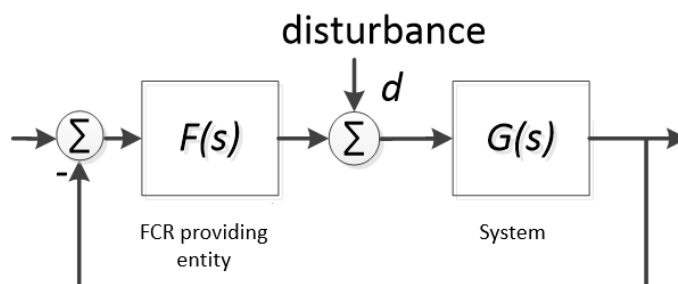 disturbance
d
Σ
F(s)
Σ
G(s)
-
FCR providing
entity
System